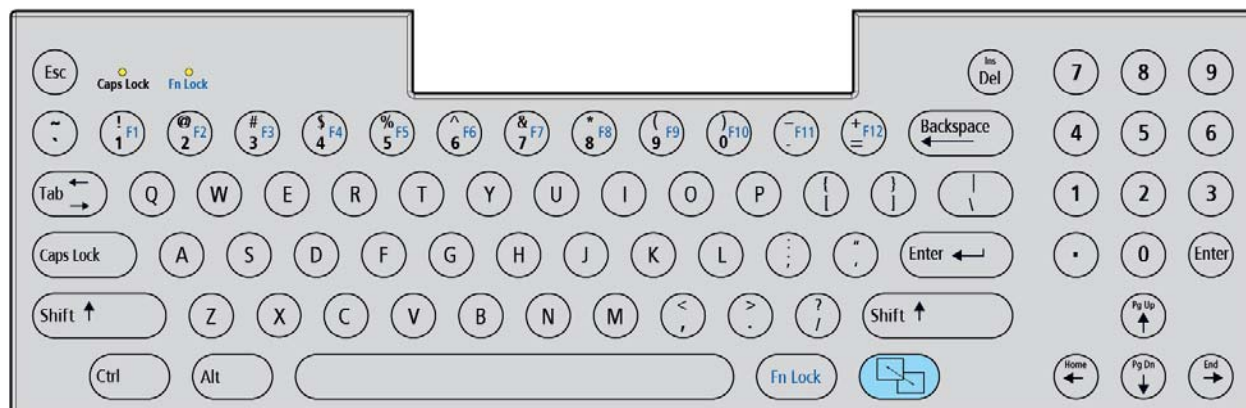 Esc Caps Lock Fn Lock Ins Del 7 8 9
~ ` ! 1 F1 @ 2 F2 # 3 F3 $ 4 F4 % 5 F5 ^ 6 F6 & 7 F7 * 8 F8 ( 9 F9 ) 0 F10 _ - F11 + = F12 Backspace 4 5 6
Tab Q W E R T Y U I O P { [ } ] | \ 1 2 3
Caps Lock A S D F G H J K L : ; " , Enter . 0 Enter
Shift Z X C V B N M < , > . ? / Shift Pg Up
Ctrl Alt Fn Lock Home Pg Dn End